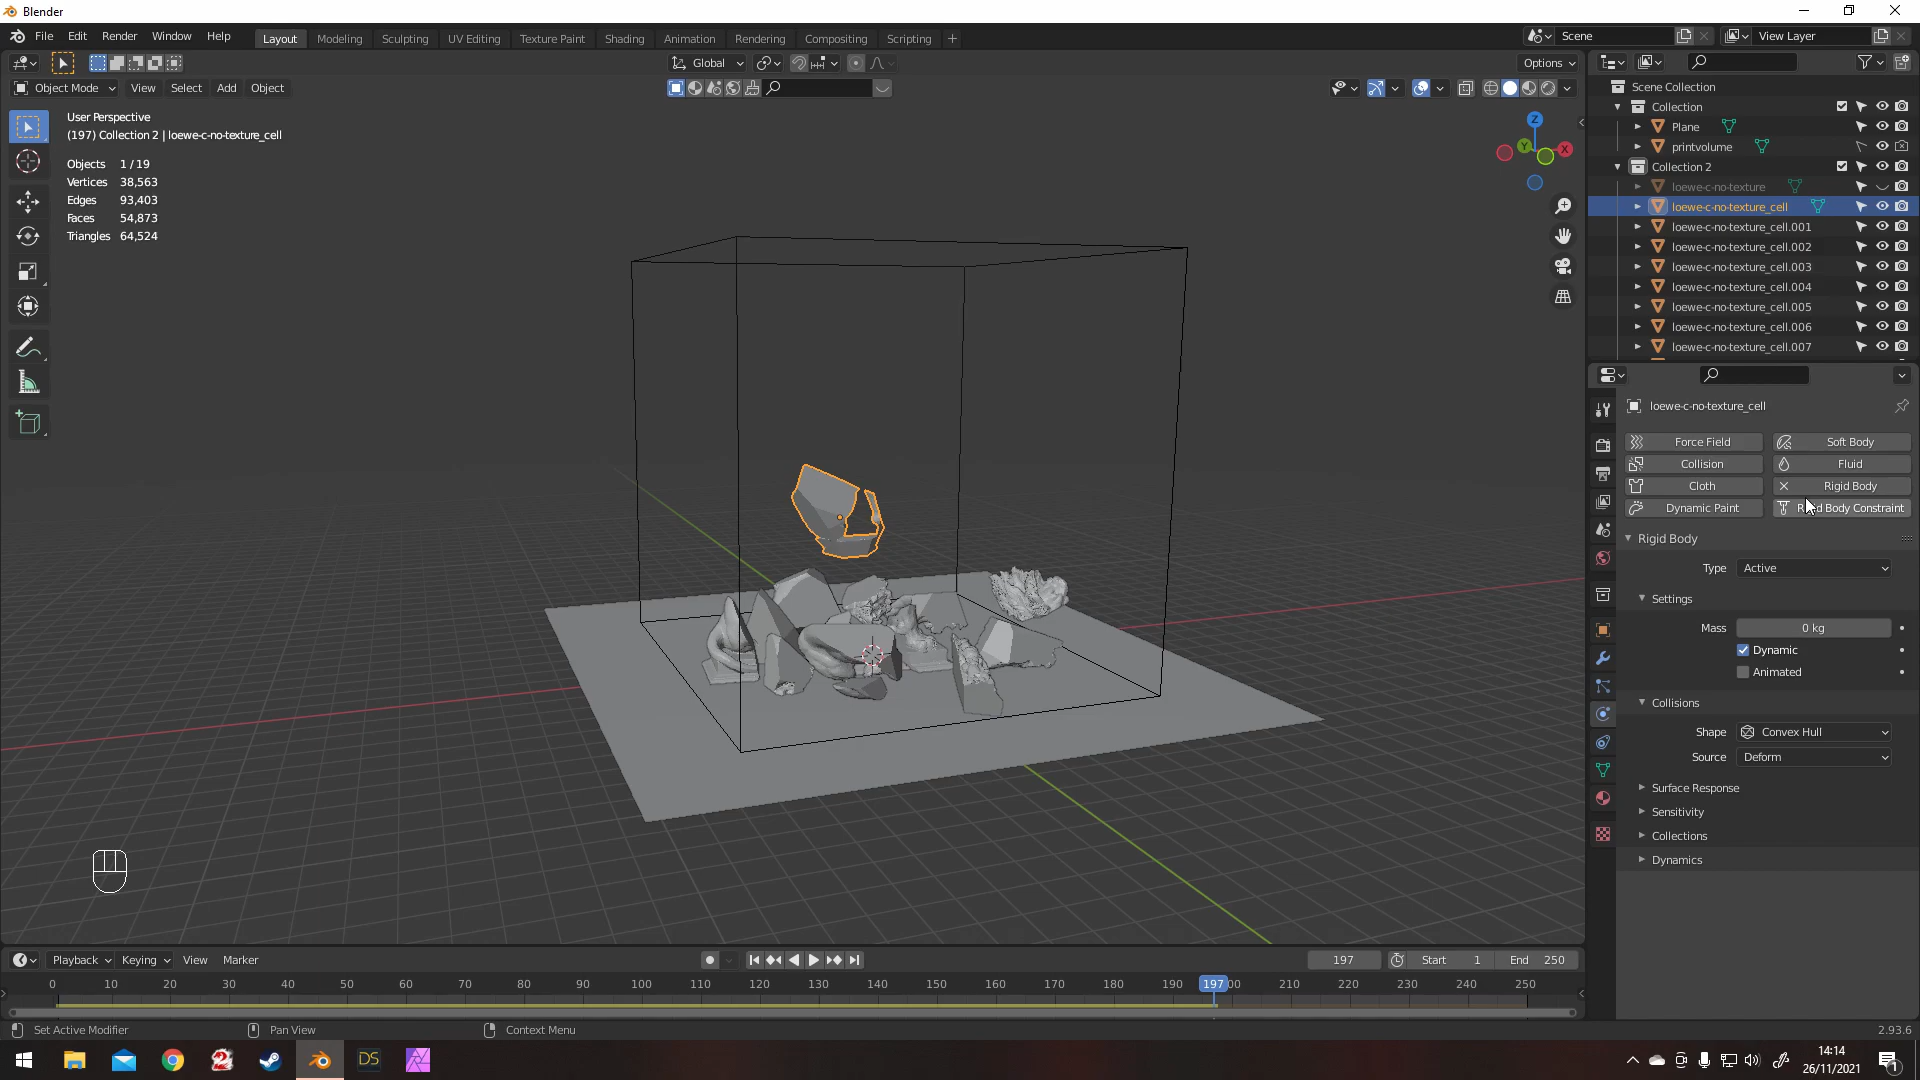 Blender
File Edit Render Window Help
Layout Modeling Sculpting UV Editing Texture Paint Shading Animation Rendering Compositing Scripting +
Scene
View Layer
Global
Options
Object Mode View Select Add Object
User Perspective
(197) Collection 2 | loewe-c-no-texture_cell
Objects 1/19
Vertices 38,563
Edges 93,403
Faces 54,873
Triangles 64,524
Z
Y
X
Scene Collection
Collection
Plane
printvolume
Collection 2
loewe-c-no-texture
loewe-c-no-texture_cell
loewe-c-no-texture_cell.001
loewe-c-no-texture_cell.002
loewe-c-no-texture_cell.003
loewe-c-no-texture_cell.004
loewe-c-no-texture_cell.005
loewe-c-no-texture_cell.006
loewe-c-no-texture_cell.007
loewe-c-no-texture_cell
Force Field Soft Body
Collision Fluid
Cloth Rigid Body
Dynamic Paint Body Constraint
Rigid Body
Type Active
Settings
Mass 0 kg
Dynamic
Animated
Collisions
Shape Convex Hull
Source Deform
Surface Response
Sensitivity
Collections
Dynamics
Playback Keying View Marker
197 Start 1 End 250
0 10 20 30 40 50 60 70 80 90 100 110 120 130 140 150 160 170 180 190 197 210 220 230 240 250
Set Active Modifier Pan View Context Menu
2.93.6
DS
14:14
26/11/2021
1